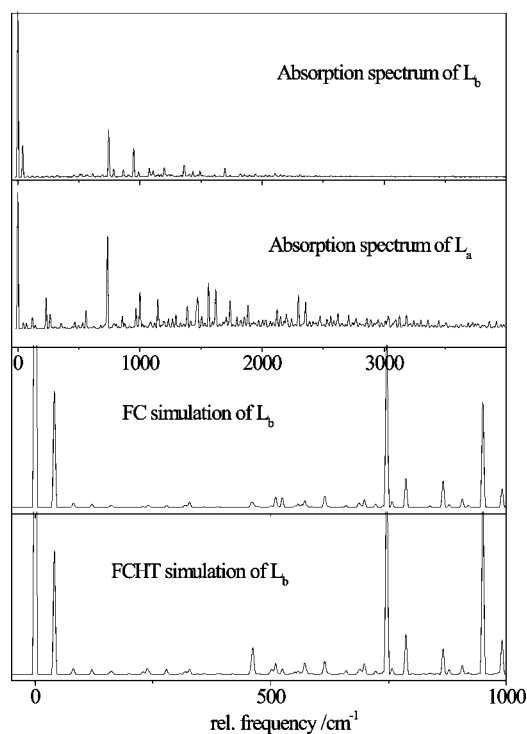 Absorption spectrum of Lb
Absorption spectrum of La
0 1000 2000 3000
FC simulation of Lb
FCHT simulation of Lb
0 500 1000
rel. frequency /cm-1